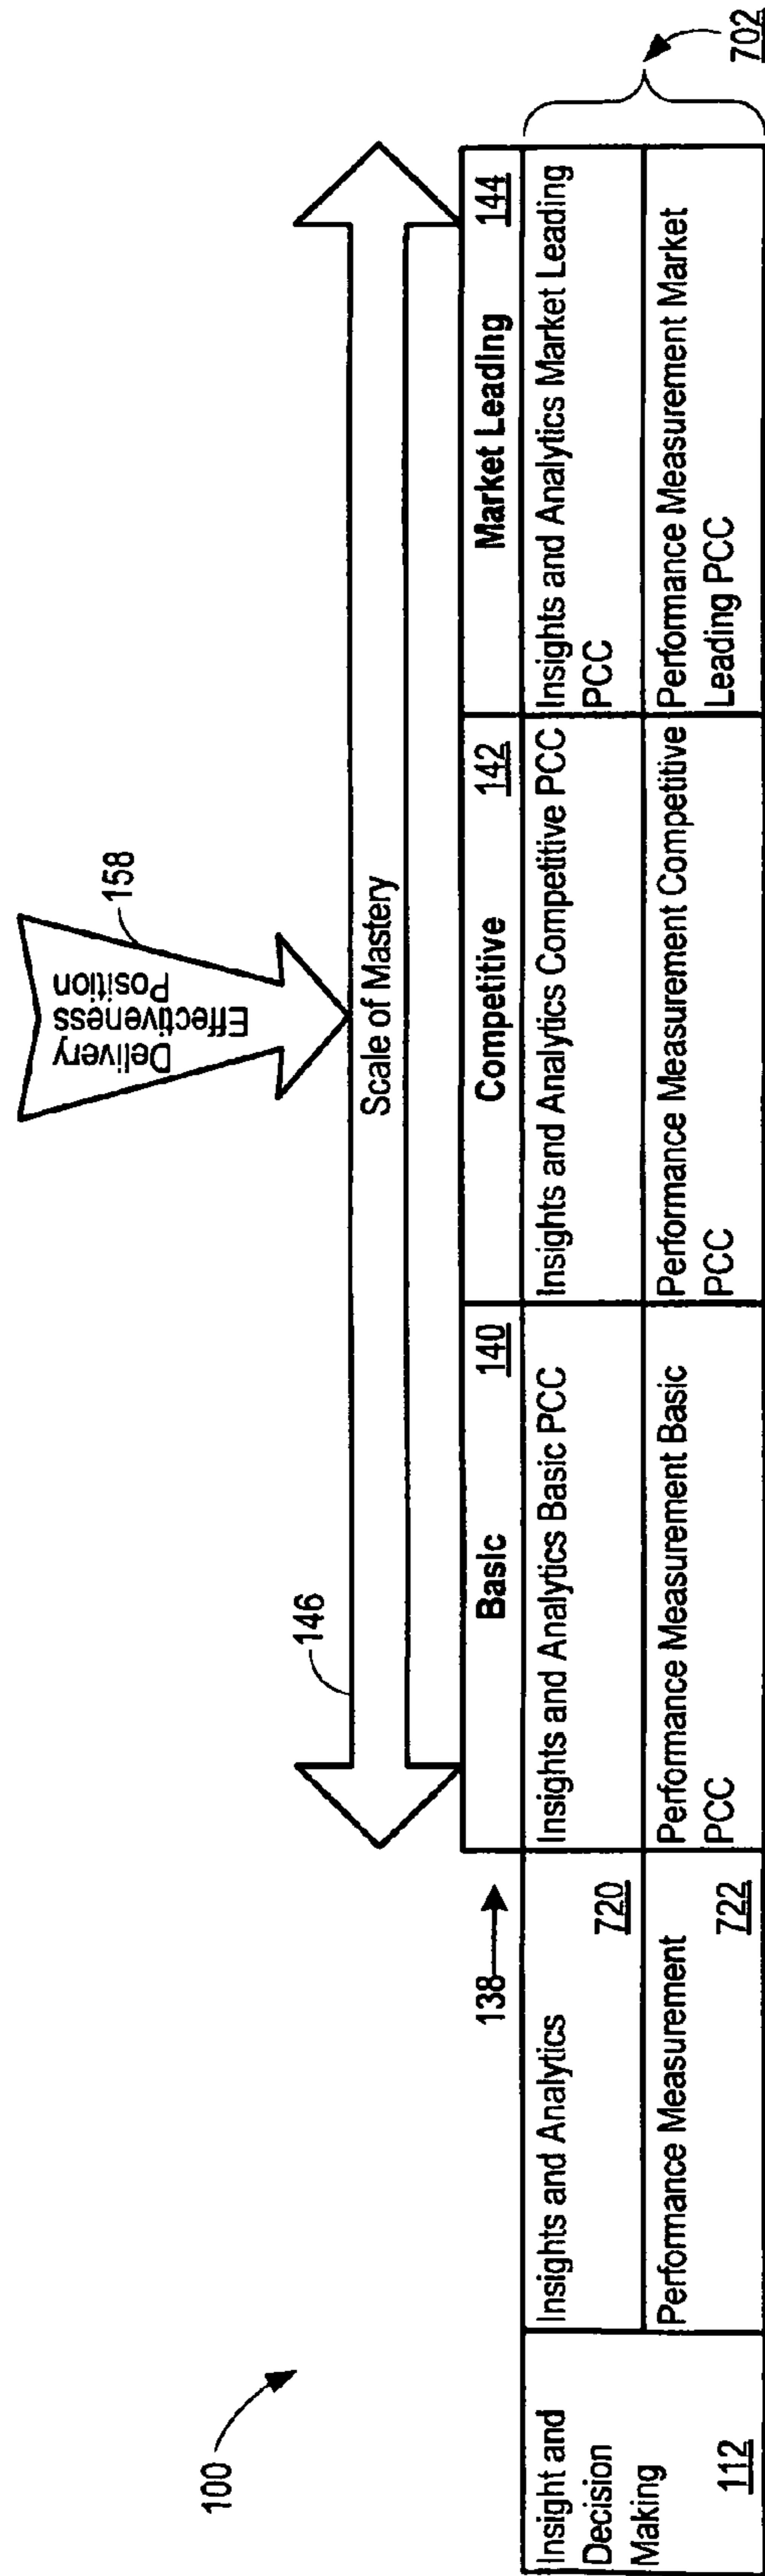 100
Delivery
Effectiveness
Position
158
146
Scale of Mastery
138
Basic 140
Competitive 142
Market Leading 144
Insight and
Decision
Making
112
Insights and Analytics
720
Insights and Analytics Basic PCC
Insights and Analytics Competitive PCC
Insights and Analytics Market Leading
PCC
Performance Measurement
722
Performance Measurement Basic
PCC
Performance Measurement Competitive
PCC
Performance Measurement Market
Leading PCC
702